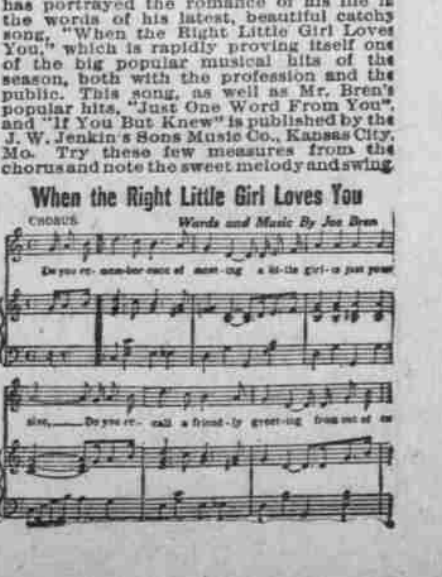 has portrayed the romance of his life in
the words of his latest, beautiful catchy
song, "When the Right Little Girl Loves
You," which is rapidly proving itself one
of the big popular musical hits of the
season, both with the profession and the
public. This song, as well as Mr. Bren's
popular hits, "Just One Word From You",
and "If You But Knew" is published by the
J. W. Jenkin's Sons Music Co., Kansas City,
Mo. Try these few measures from the
chorus and note the sweet melody and swing.
When the Right Little Girl Loves You
CHORUS Words and Music By Joe Bren
Do you re- mem-ber once of meet-ing a lit-tle girl-ie just your
size, Do you re- call a friend-ly greet-ing from out of